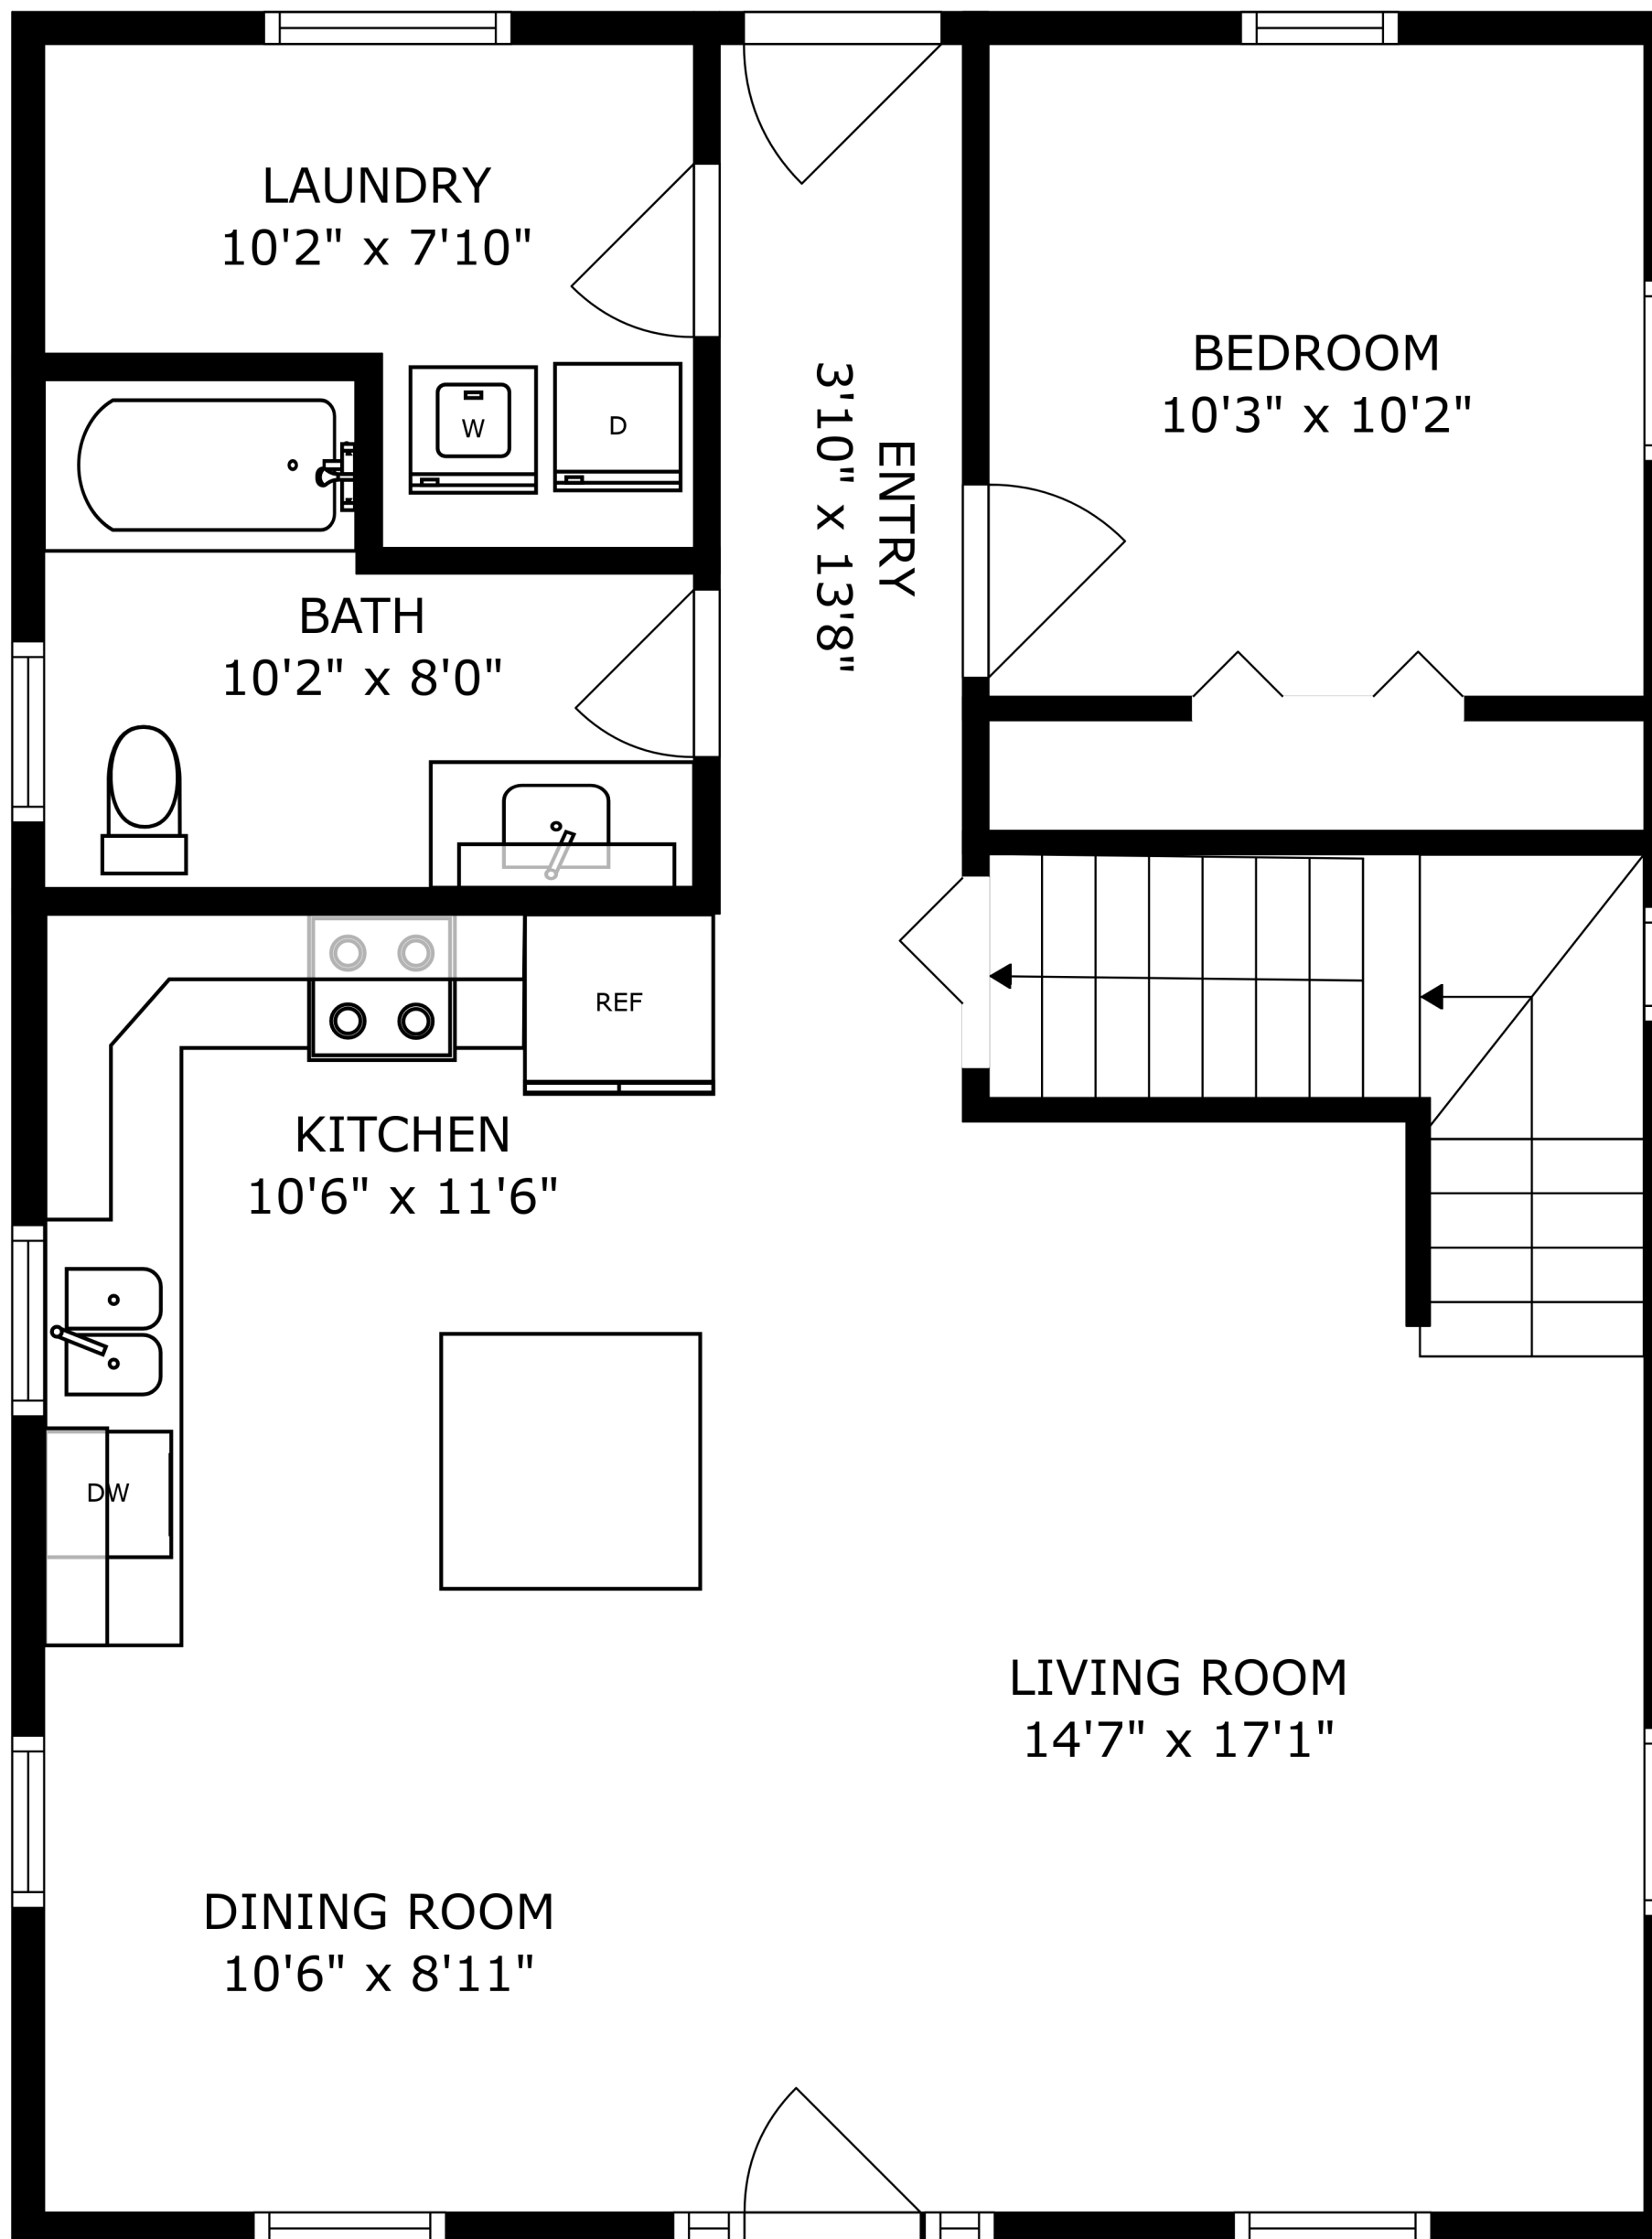 LAUNDRY
10'2" x 7'10"
BEDROOM
10'3" x 10'2"
W
D
ENTRY
3'10" x 13'8"
BATH
10'2" x 8'0"
REF
KITCHEN
10'6" x 11'6"
DW
LIVING ROOM
14'7" x 17'1"
DINING ROOM
10'6" x 8'11"